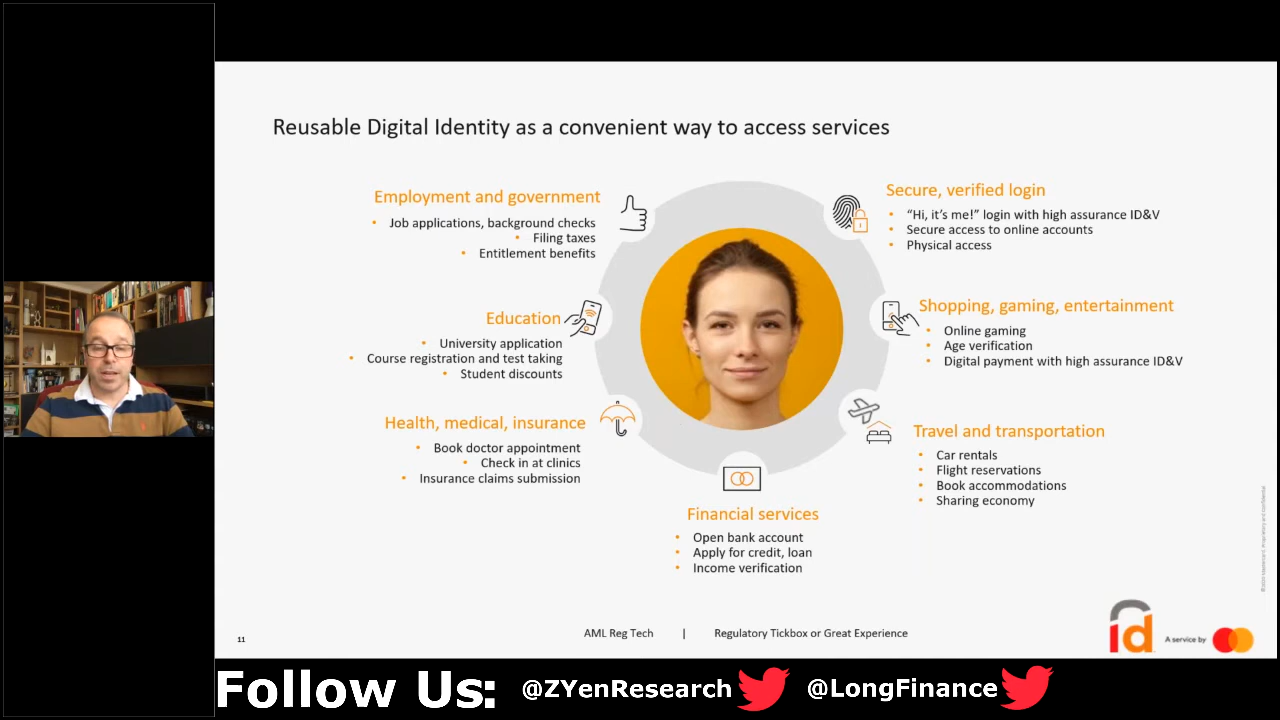 Reusable Digital Identity as a convenient way to access services
Employment and government
• Job applications, background checks
• Filing taxes
• Entitlement benefits
Education
• University application
• Course registration and test taking
• Student discounts
Health, medical, insurance
• Book doctor appointment
• Check in at clinics
• Insurance claims submission
Financial services
• Open bank account
• Apply for credit, loan
• Income verification
Secure, verified login
• “Hi, it’s me!” login with high assurance ID&V
• Secure access to online accounts
• Physical access
Shopping, gaming, entertainment
• Online gaming
• Age verification
• Digital payment with high assurance ID&V
Travel and transportation
• Car rentals
• Flight reservations
• Book accommodations
• Sharing economy
11
AML Reg Tech | Regulatory Tickbox or Great Experience
id
A service by
Follow Us: @ZYenResearch @LongFinance